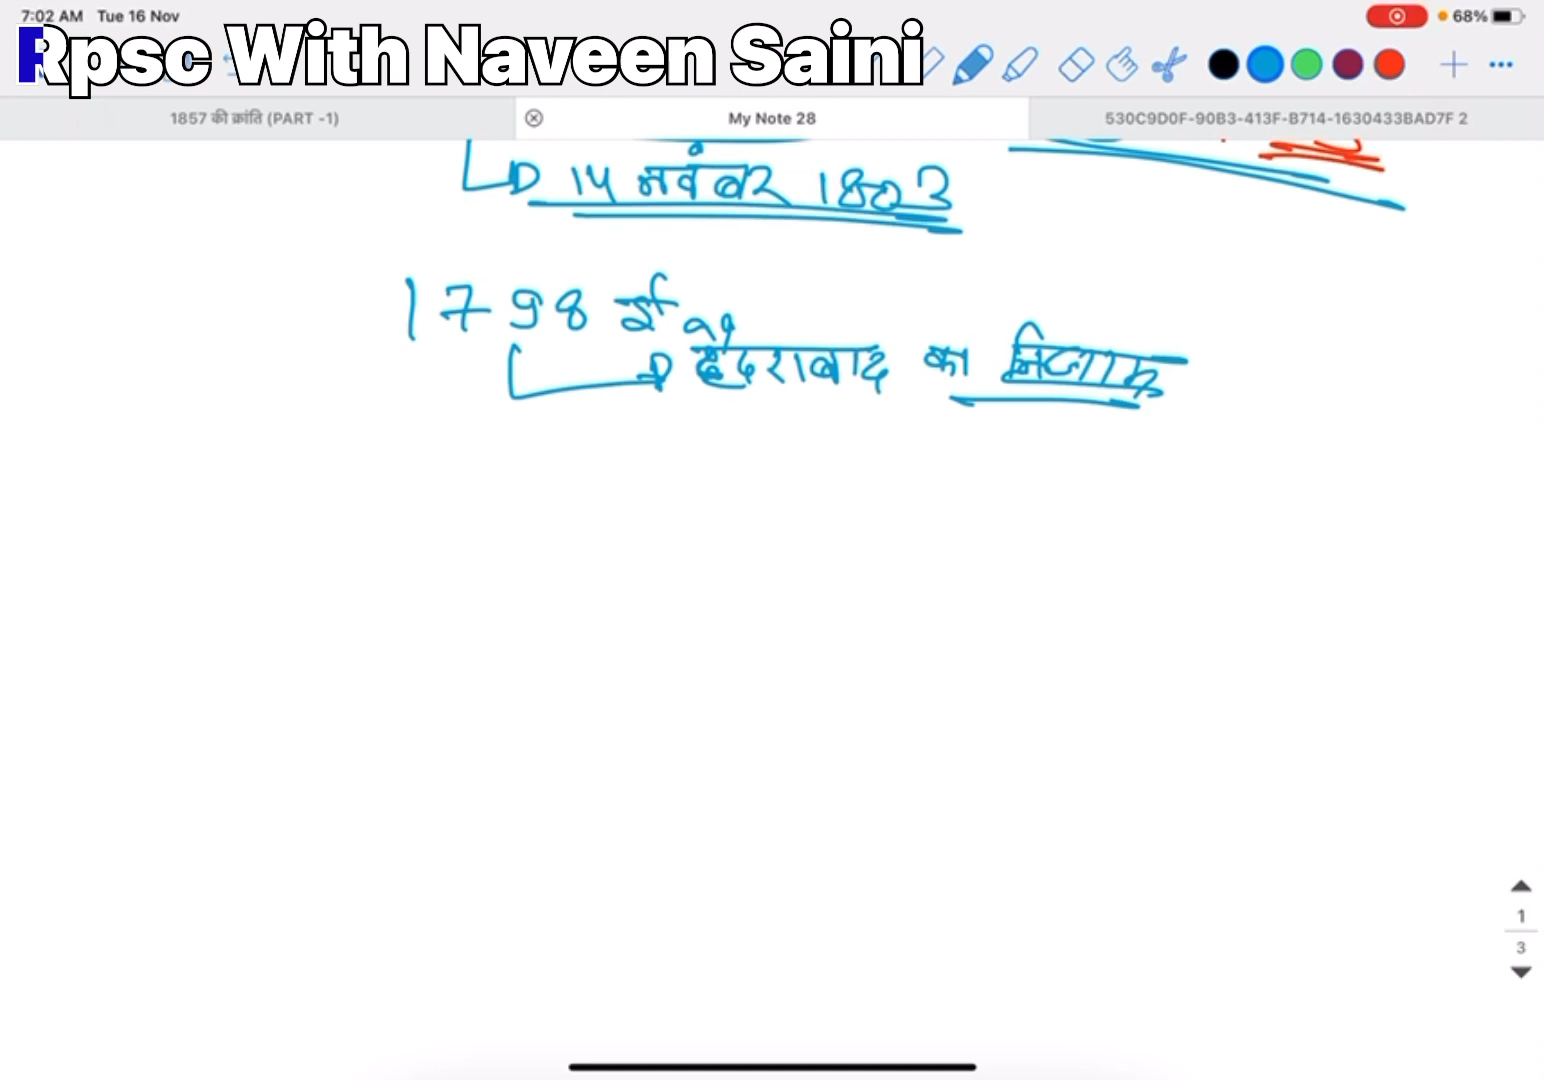 7:02 AM Tue 16 Nov
68%
Rpsc With Naveen Saini
1857 की क्रांति (PART -1)
My Note 28
530C9D0F-90B3-413F-B714-1630433BAD7F 2
14 नवंबर 1803
1798 ई
हैदराबाद का निजाम
1
3